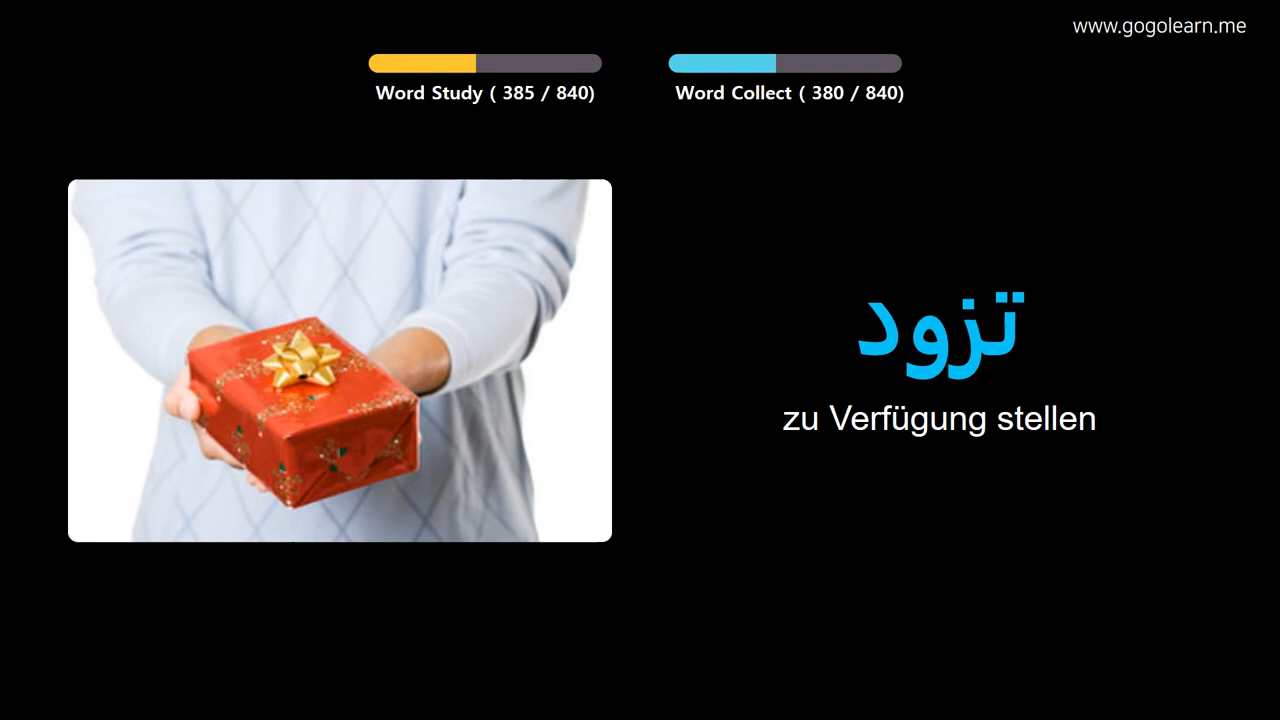 www.gogolearn.me
Word Study ( 385 / 840)
Word Collect ( 380 / 840)
تزود
zu Verfügung stellen